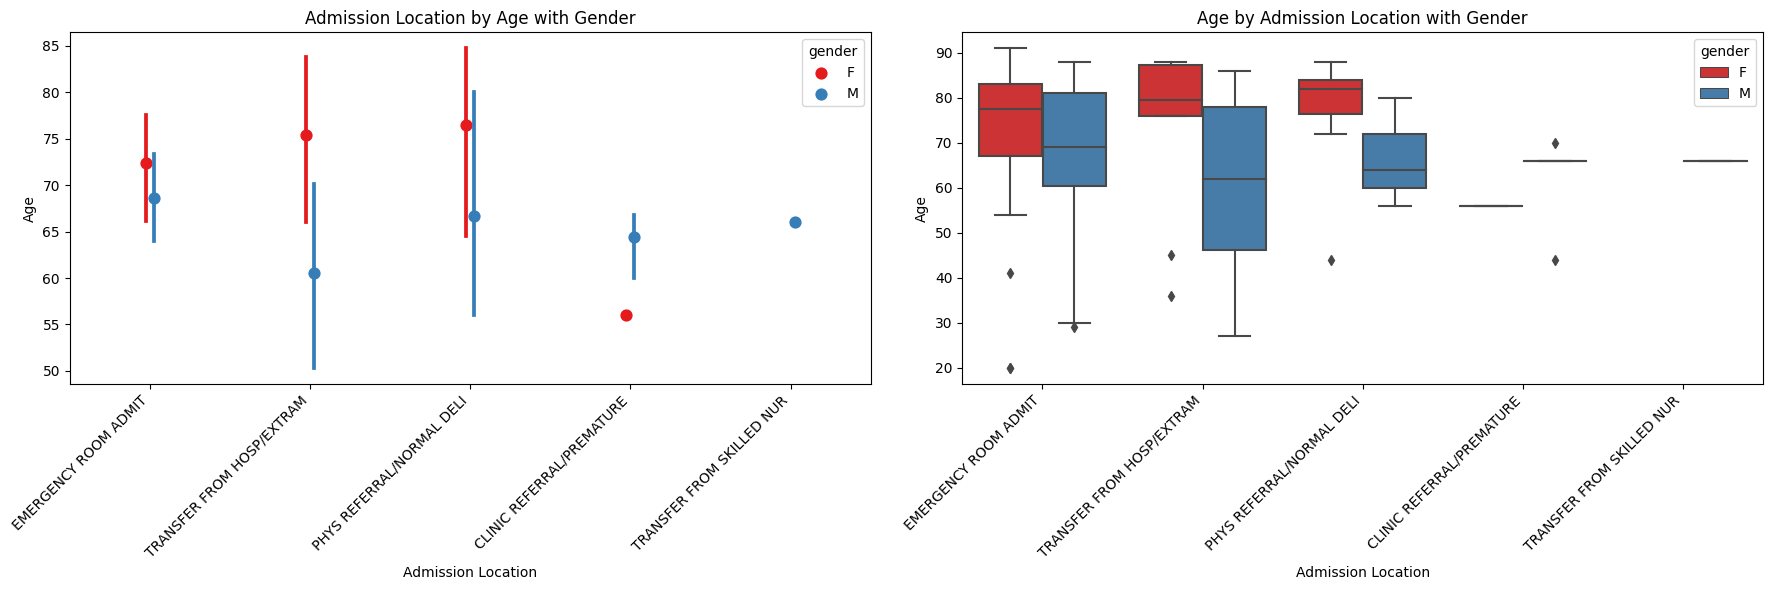 Admission Location by Age with Gender
85
80
75
70
65
60
55
50
Age
gender
F
M
EMERGENCY ROOM ADMIT
TRANSFER FROM HOSP/EXTRAM
PHYS REFERRAL/NORMAL DELI
CLINIC REFERRAL/PREMATURE
TRANSFER FROM SKILLED NUR
Admission Location
Age by Admission Location with Gender
90
80
70
60
50
40
30
20
Age
gender
F
M
EMERGENCY ROOM ADMIT
TRANSFER FROM HOSP/EXTRAM
PHYS REFERRAL/NORMAL DELI
CLINIC REFERRAL/PREMATURE
TRANSFER FROM SKILLED NUR
Admission Location